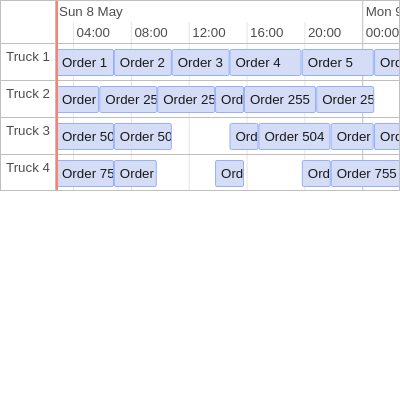 Sun 8 May
Mon 9
04:00 08:00 12:00 16:00 20:00 00:00
Truck 1 Order 1 Order 2 Order 3 Order 4 Order 5 Ord
Truck 2 Order Order 25 Order 25 Ord Order 255 Order 25
Truck 3 Order 50 Order 50 Ord Order 504 Order Ord
Truck 4 Order 75 Order Ord Ord Order 755